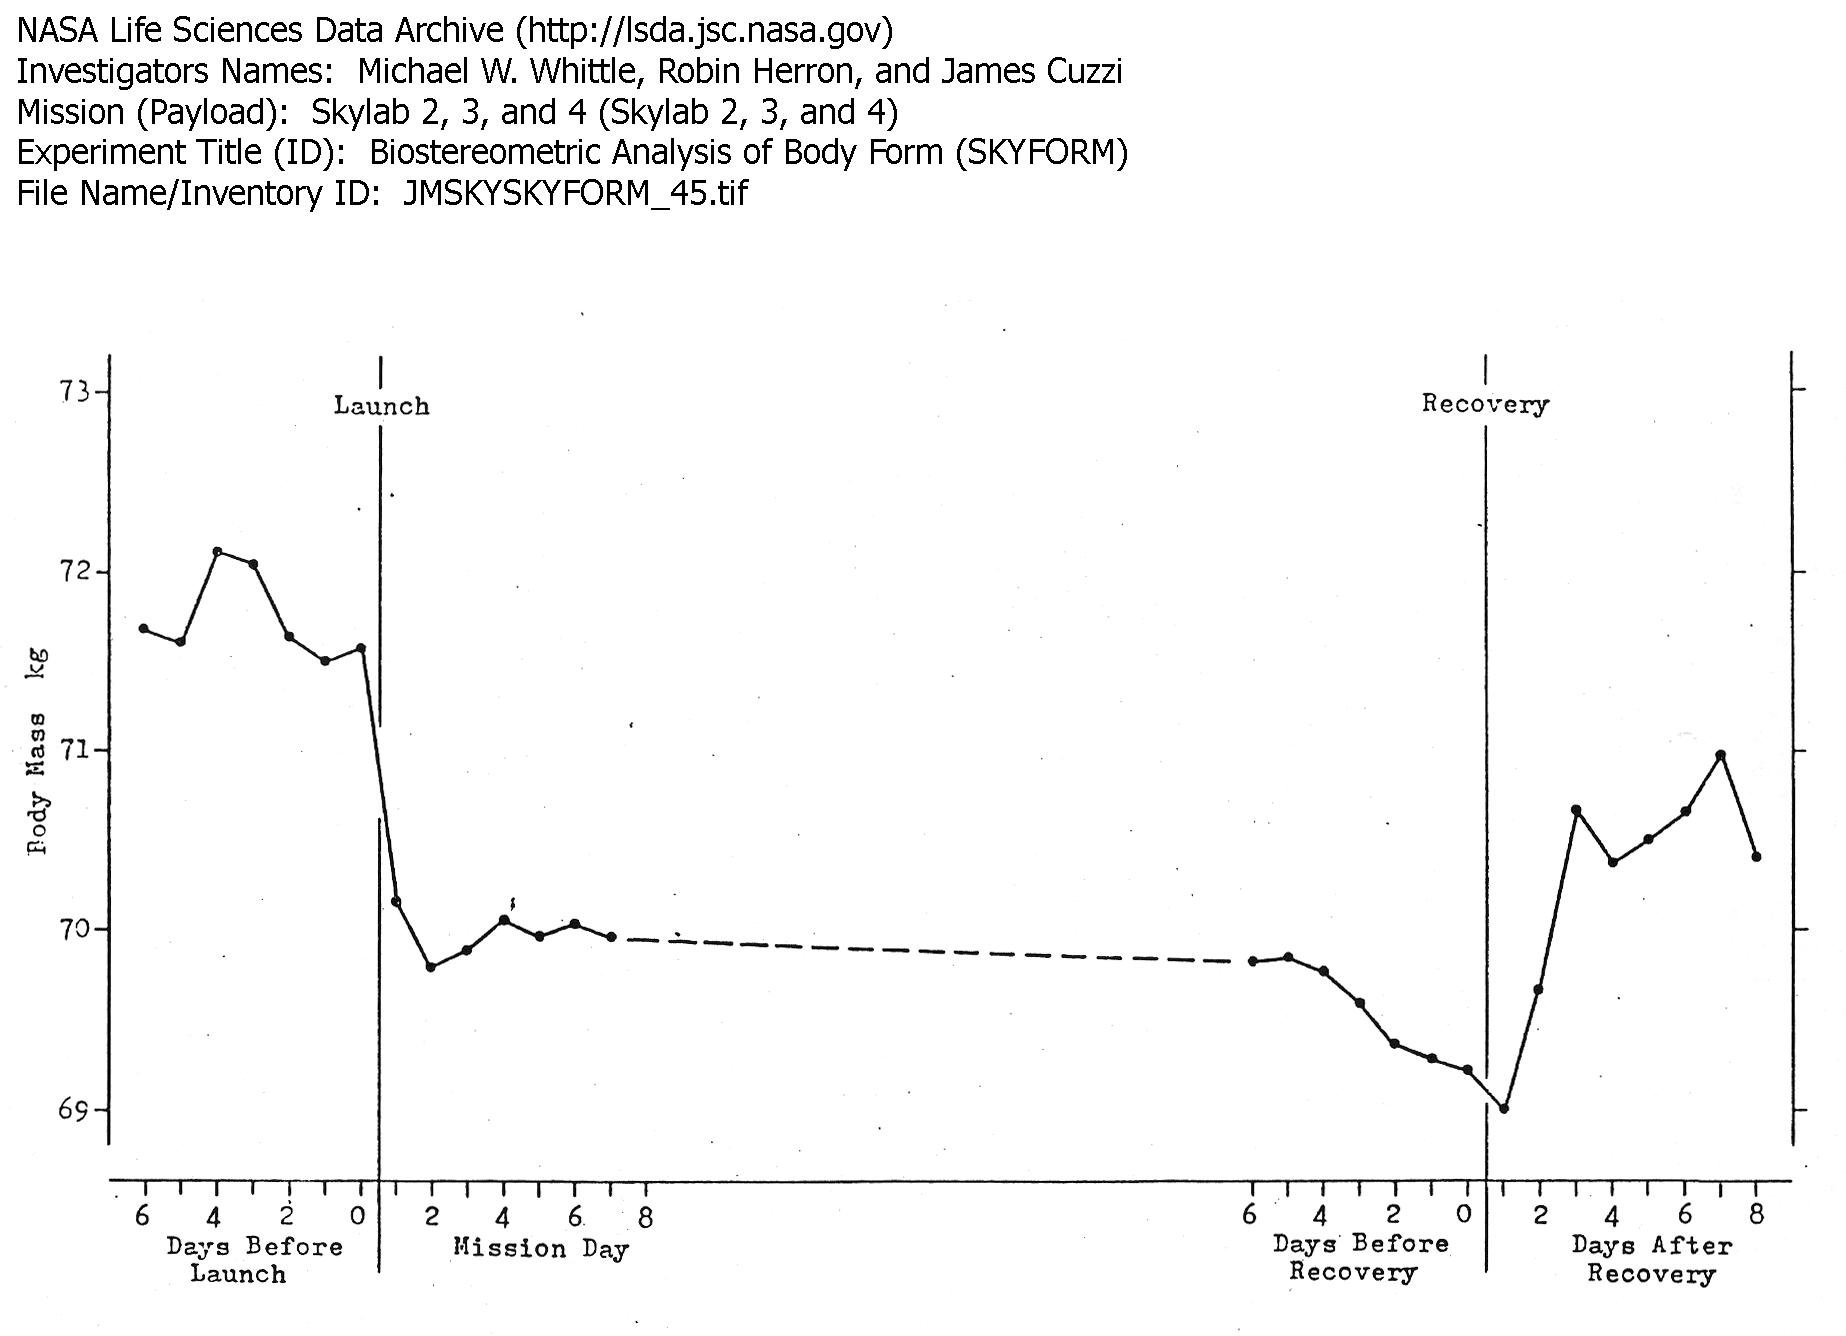 NASA Life Sciences Data Archive (http://lsda.jsc.nasa.gov)
Investigators Names:  Michael W. Whittle, Robin Herron, and James Cuzzi
Mission (Payload):  Skylab 2, 3, and 4 (Skylab 2, 3, and 4)
Experiment Title (ID):  Biostereometric Analysis of Body Form (SKYFORM)
File Name/Inventory ID:  JMSKYSKYFORM_45.tif
73
Launch
Recovery
72
71
70
69
Body Mass  kg
6 4 2 0 2 4 6 8 6 4 2 0 2 4 6 8
Days Before
Launch
Mission Day
Days Before
Recovery
Days After
Recovery